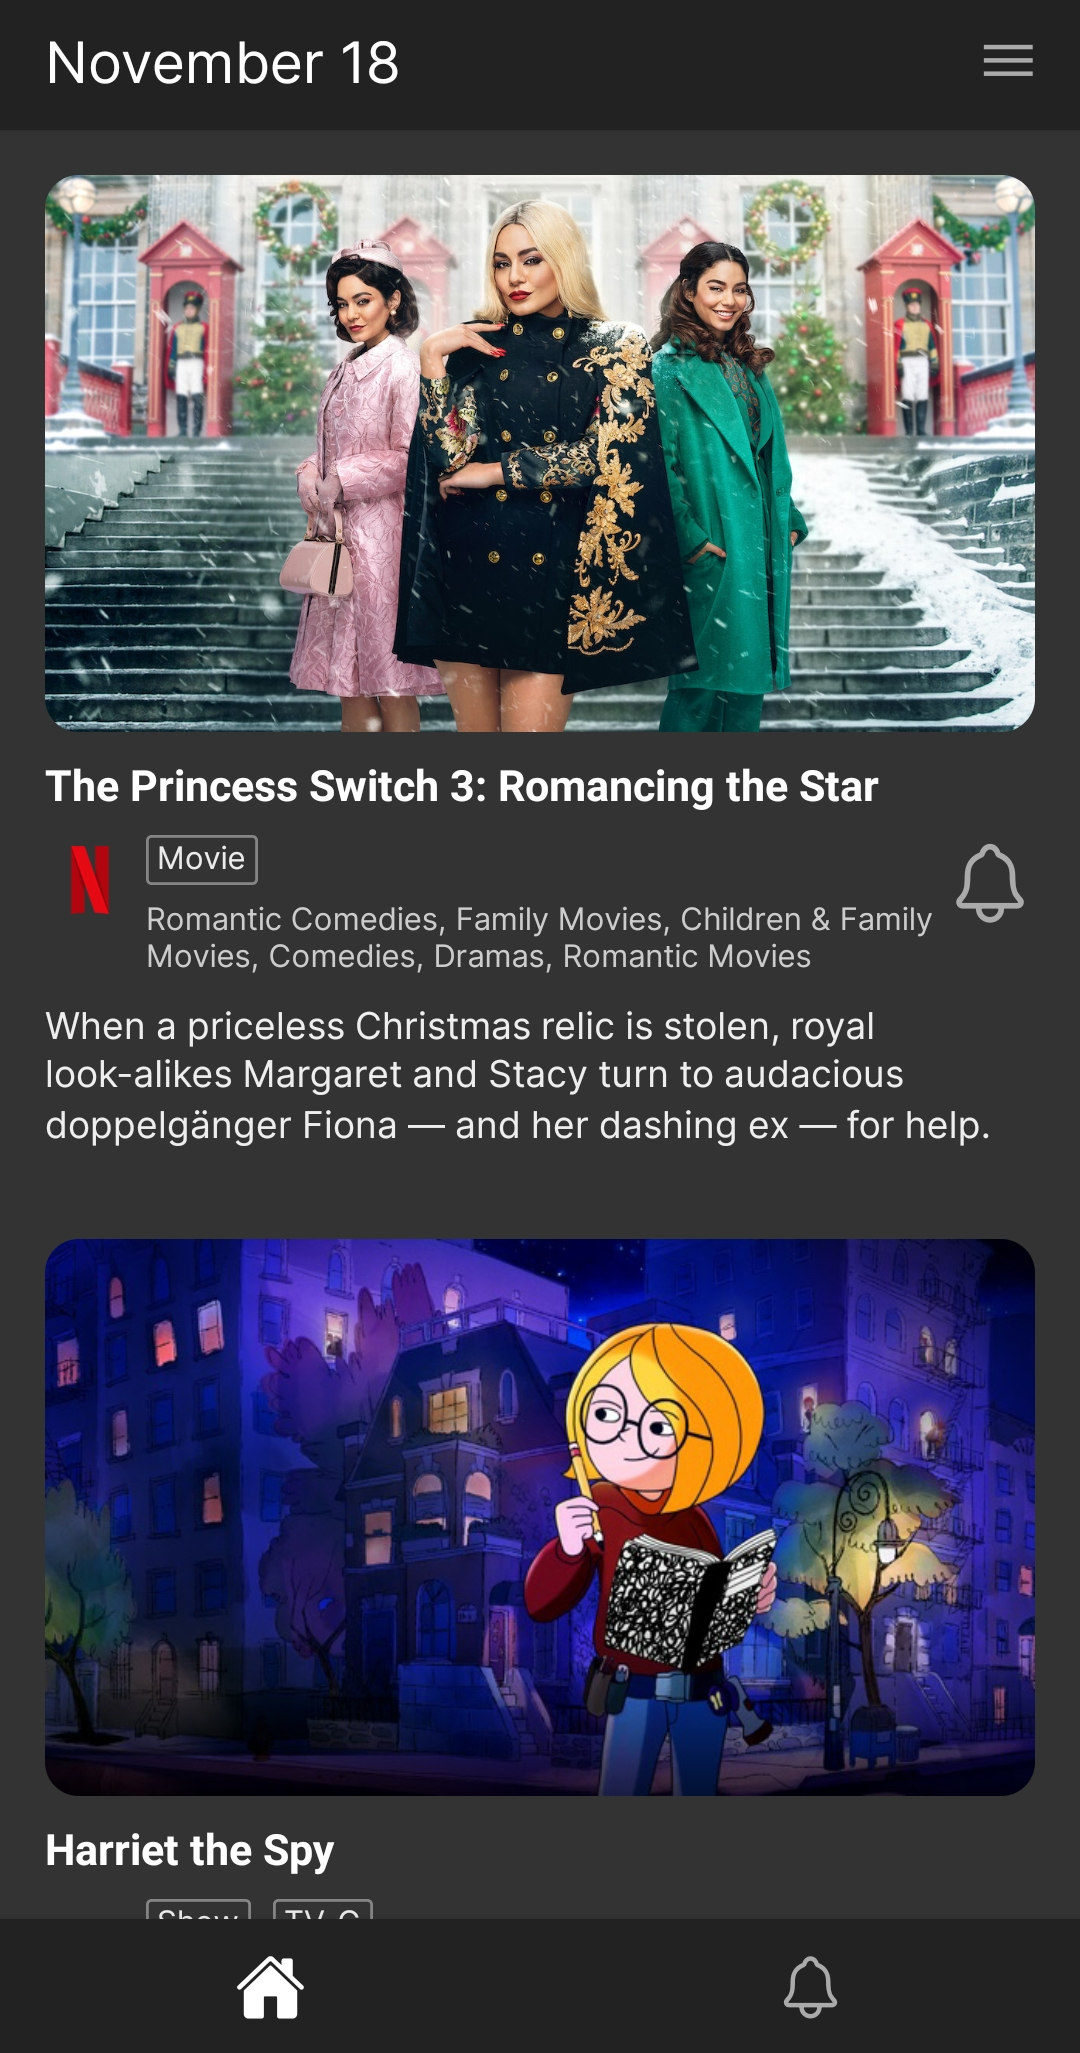 November 18
The Princess Switch 3: Romancing the Star
Movie
Romantic Comedies, Family Movies, Children & Family
Movies, Comedies, Dramas, Romantic Movies
When a priceless Christmas relic is stolen, royal
look-alikes Margaret and Stacy turn to audacious
doppelgänger Fiona — and her dashing ex — for help.
Harriet the Spy
Show TV-G